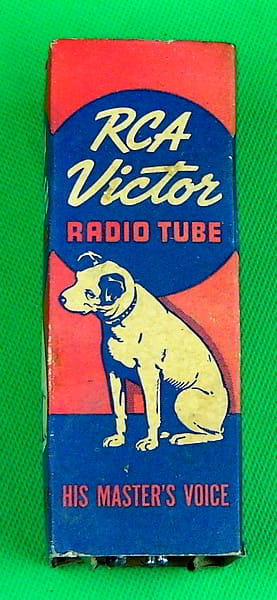 RCA
Victor
RADIO TUBE
HIS MASTER'S VOICE